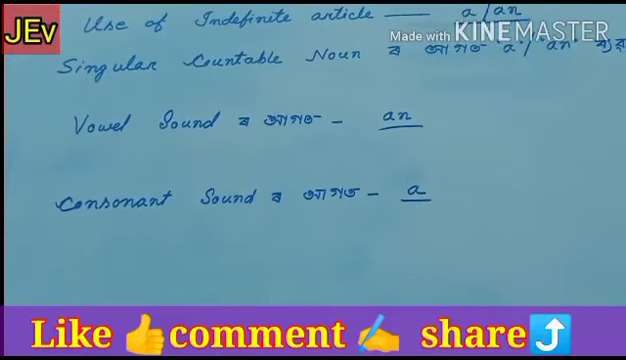 JEv
Use of Indefinite article —— a/an
Made with KINEMASTER
Singular Countable Noun ৰ আগত 'a'/'an'
Vowel Sound ৰ আগত – an
Consonant Sound ৰ আগত – a
Like 👍 comment ✍️ share ⤴️